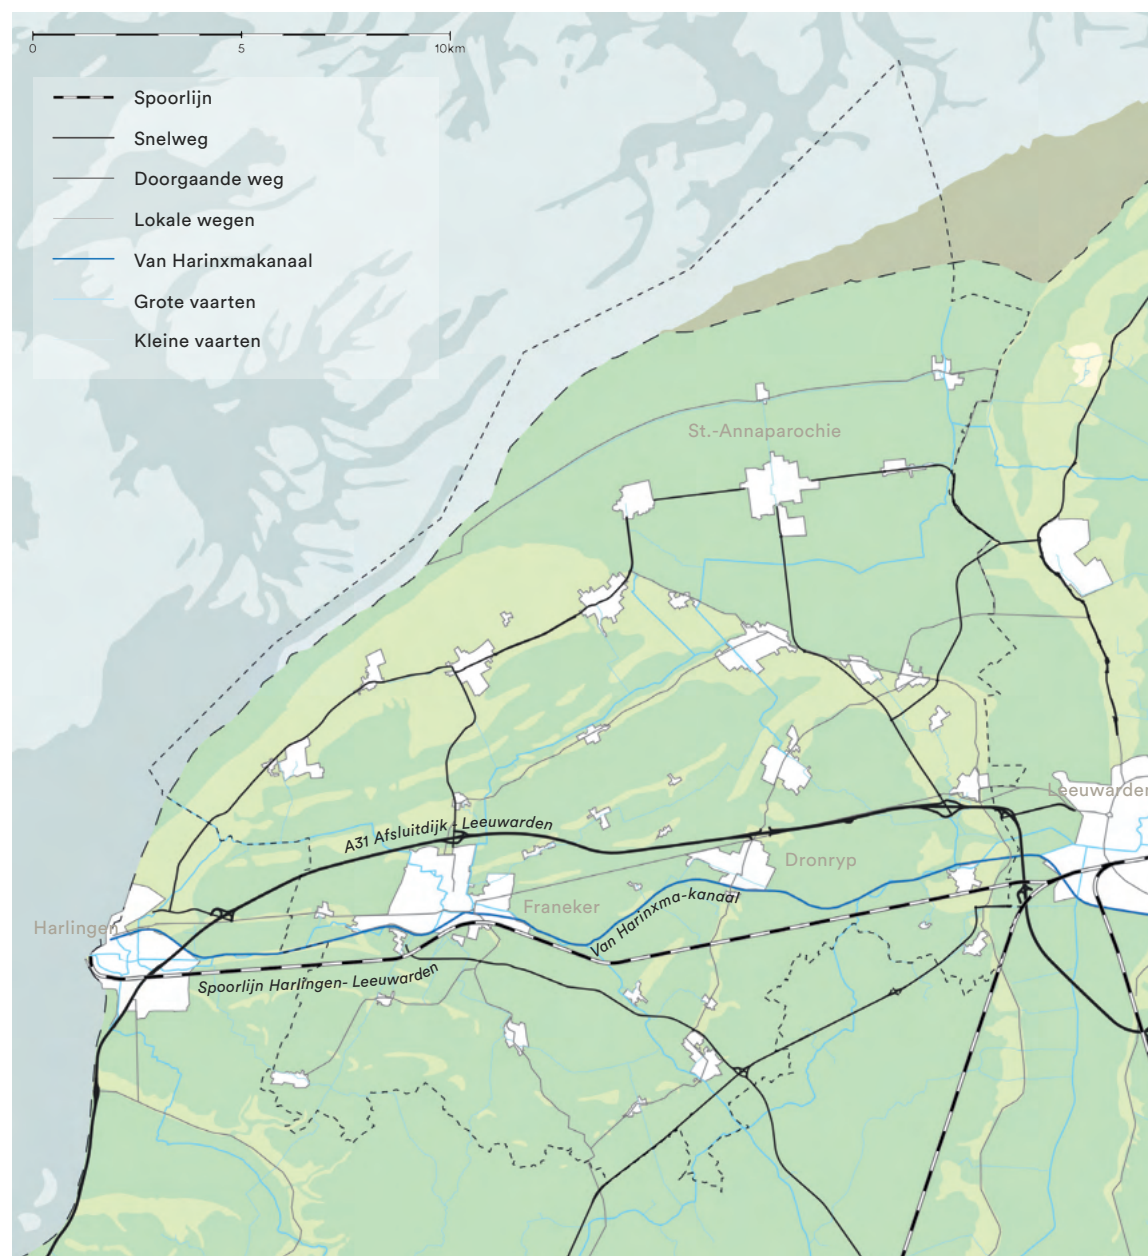 0 5 10km
Spoorlijn
Snelweg
Doorgaande weg
Lokale wegen
Van Harinxmakanaal
Grote vaarten
Kleine vaarten
St.-Annaparochie
Leeuwarden
A31 Afsluitdijk - Leeuwarden
Dronryp
Franeker
Van Harinxma-kanaal
Harlingen
Spoorlijn Harlingen- Leeuwarden